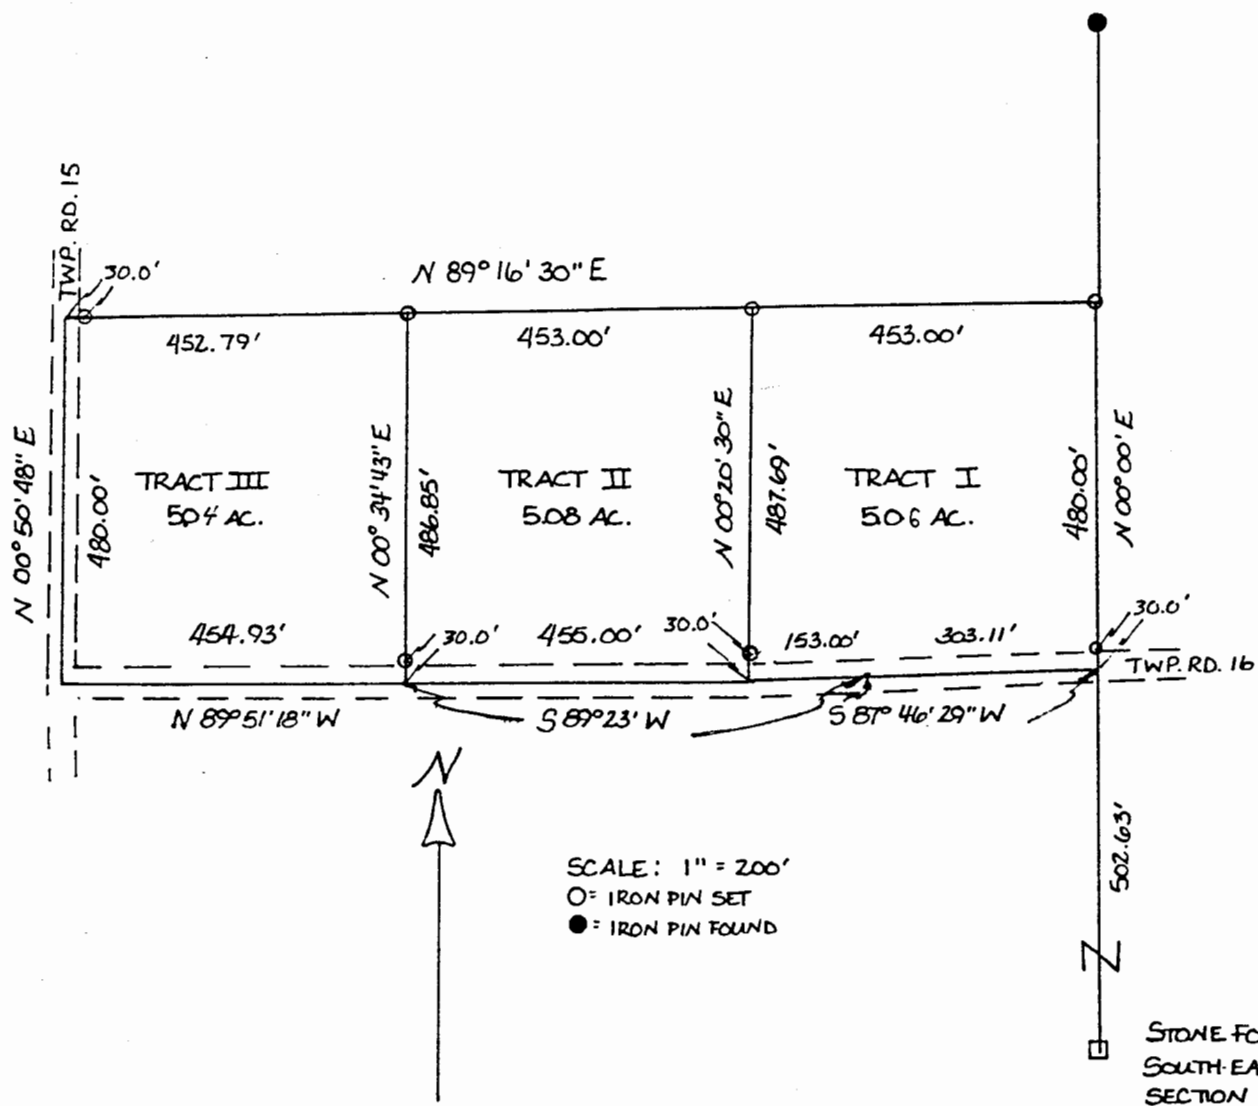 TWP. RD. 15
30.0'
N 89° 16' 30" E
452.79'
453.00'
453.00'
N 00° 50' 48" E
480.00'
TRACT III
5.04 AC.
N 00° 34' 43" E
486.85'
TRACT II
5.08 AC.
N 00° 20' 30" E
487.69'
TRACT I
5.06 AC.
480.00'
N 00° 00' E
454.93'
30.0'
455.00'
30.0'
153.00'
303.11'
30.0'
TWP. RD. 16
N 89° 51' 18" W
S 89° 23' W
S 87° 46' 29" W
N
502.63'
SCALE: 1" = 200'
O = IRON PIN SET
● = IRON PIN FOUND
STONE FO
SOUTH-EA
SECTION